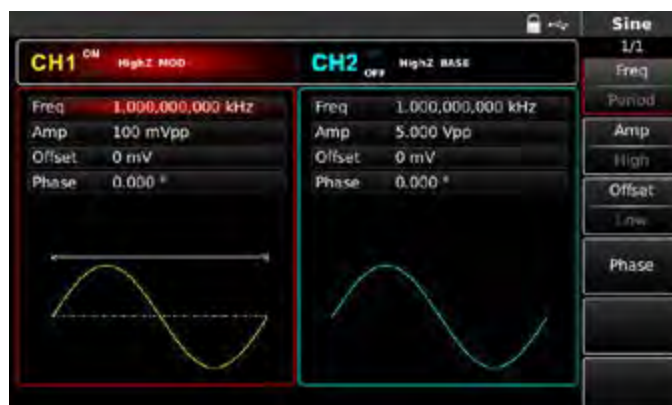 Sine
1/1
CH1 ON HighZ MOD
CH2 OFF HighZ BASE
Freq 1.000,000,000 kHz
Amp 100 mVpp
Offset 0 mV
Phase 0.000 °
Freq 1.000,000,000 kHz
Amp 5.000 Vpp
Offset 0 mV
Phase 0.000 °
Freq
Period
Amp
High
Offset
Low
Phase